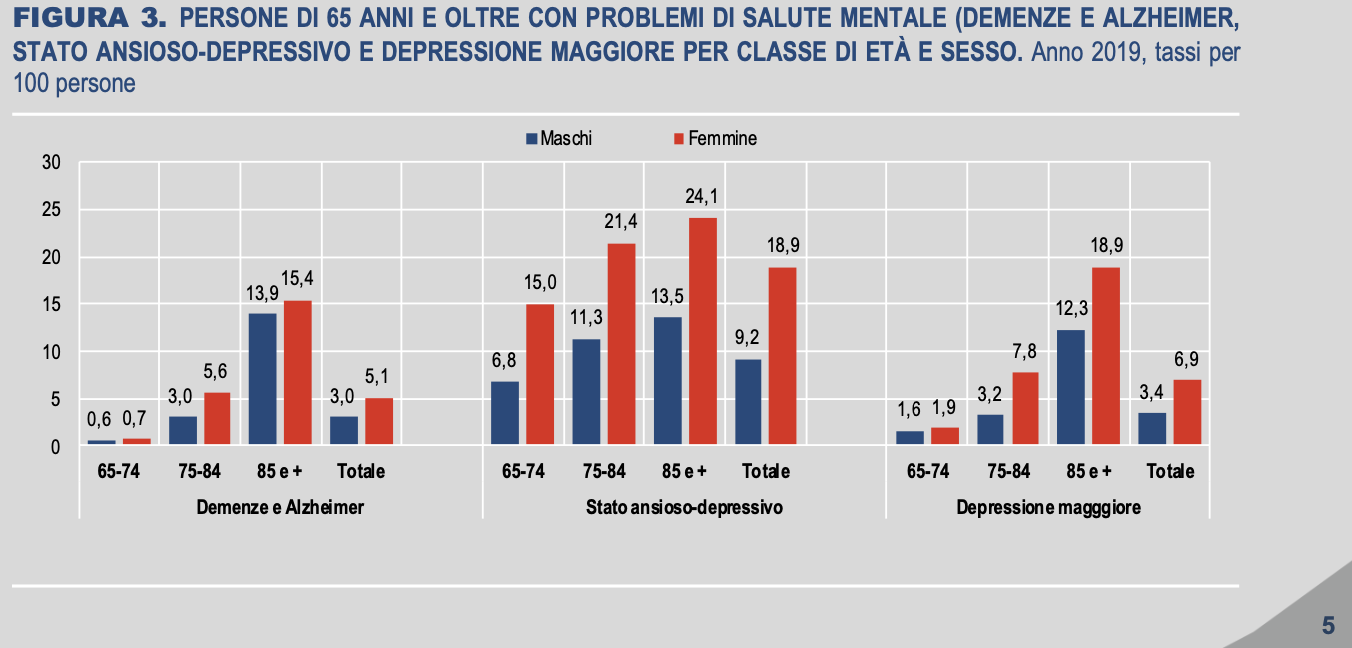 FIGURA 3. PERSONE DI 65 ANNI E OLTRE CON PROBLEMI DI SALUTE MENTALE (DEMENZE E ALZHEIMER,
STATO ANSIOSO-DEPRESSIVO E DEPRESSIONE MAGGIORE PER CLASSE DI ETÀ E SESSO. Anno 2019, tassi per
100 persone
Maschi Femmine
30
25
20
15
10
5
0
0,6 0,7 3,0 5,6 13,9 15,4 3,0 5,1
6,8 15,0 11,3 21,4 13,5 24,1 9,2 18,9
1,6 1,9 3,2 7,8 12,3 18,9 3,4 6,9
65-74 75-84 85 e + Totale 65-74 75-84 85 e + Totale 65-74 75-84 85 e + Totale
Demenze e Alzheimer Stato ansioso-depressivo Depressione magggiore
5